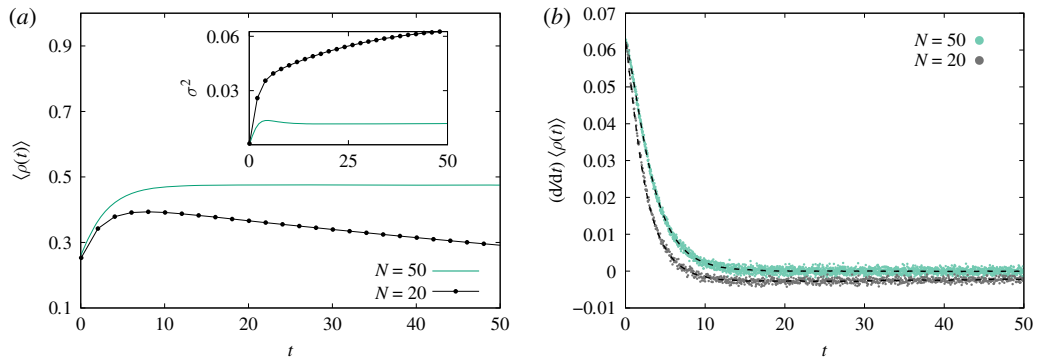 (a)
0.9
0.7
0.5
0.3
0.1
⟨ρ(t)⟩
0 10 20 30 40 50
t
0.06
0.03
σ²
0 25 50
N = 50
N = 20
(b)
0.07
0.06
0.05
0.04
0.03
0.02
0.01
0
−0.01
(d/dt) ⟨ρ(t)⟩
0 10 20 30 40 50
t
N = 50
N = 20